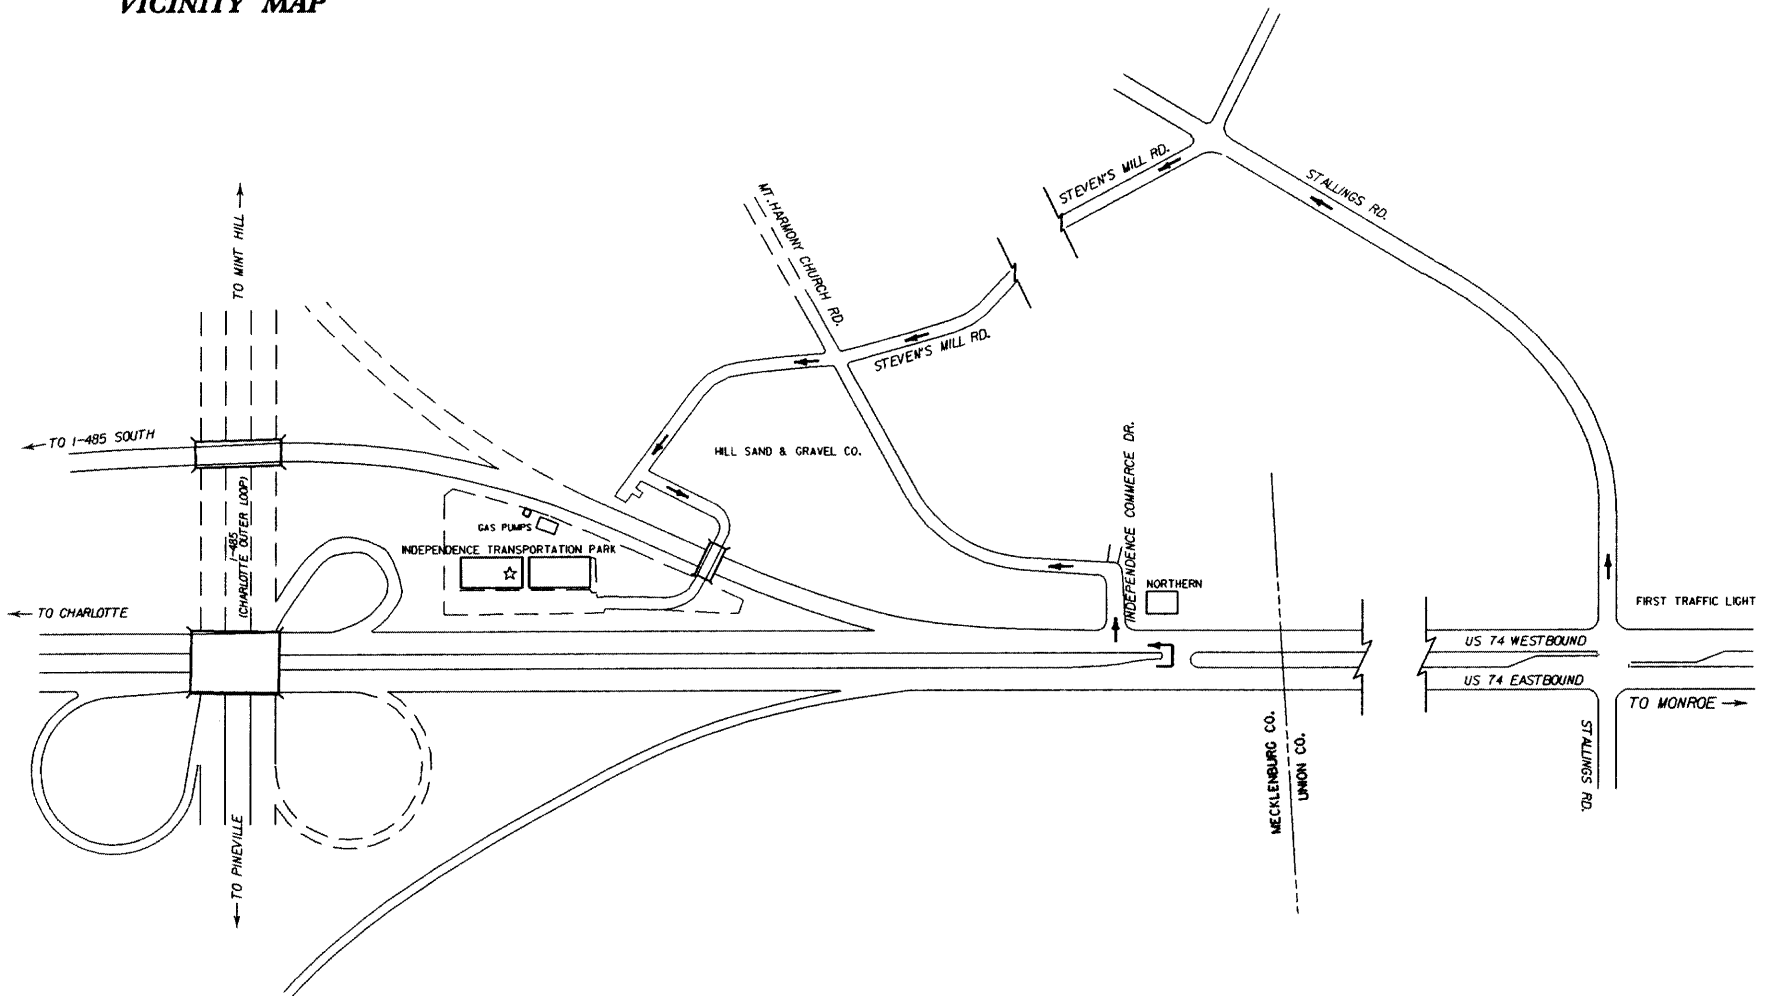 VICINITY MAP
STEVEN'S MILL RD.
STALLINGS RD.
MT. HARMONY CHURCH RD.
TO MINT HILL
STEVEN'S MILL RD.
TO I-485 SOUTH
HILL SAND & GRAVEL CO.
INDEPENDENCE COMMERCE DR.
I-485
(CHARLOTTE OUTER LOOP)
GAS PUMPS
INDEPENDENCE TRANSPORTATION PARK
NORTHERN
TO CHARLOTTE
FIRST TRAFFIC LIGHT
US 74 WESTBOUND
US 74 EASTBOUND
TO MONROE
STALLINGS RD.
MECKLENBURG CO.
UNION CO.
TO PINEVILLE